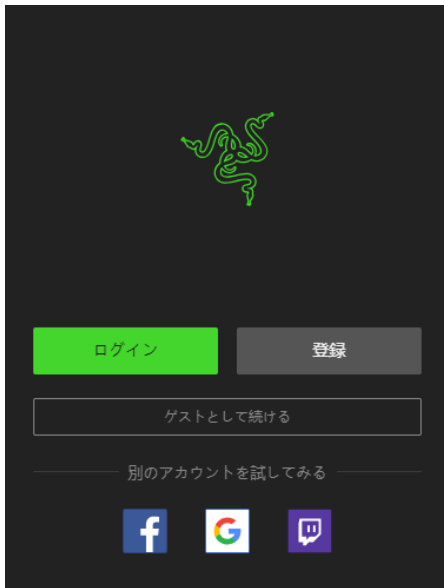 ログイン
登録
ゲストとして続ける
別のアカウントを試してみる